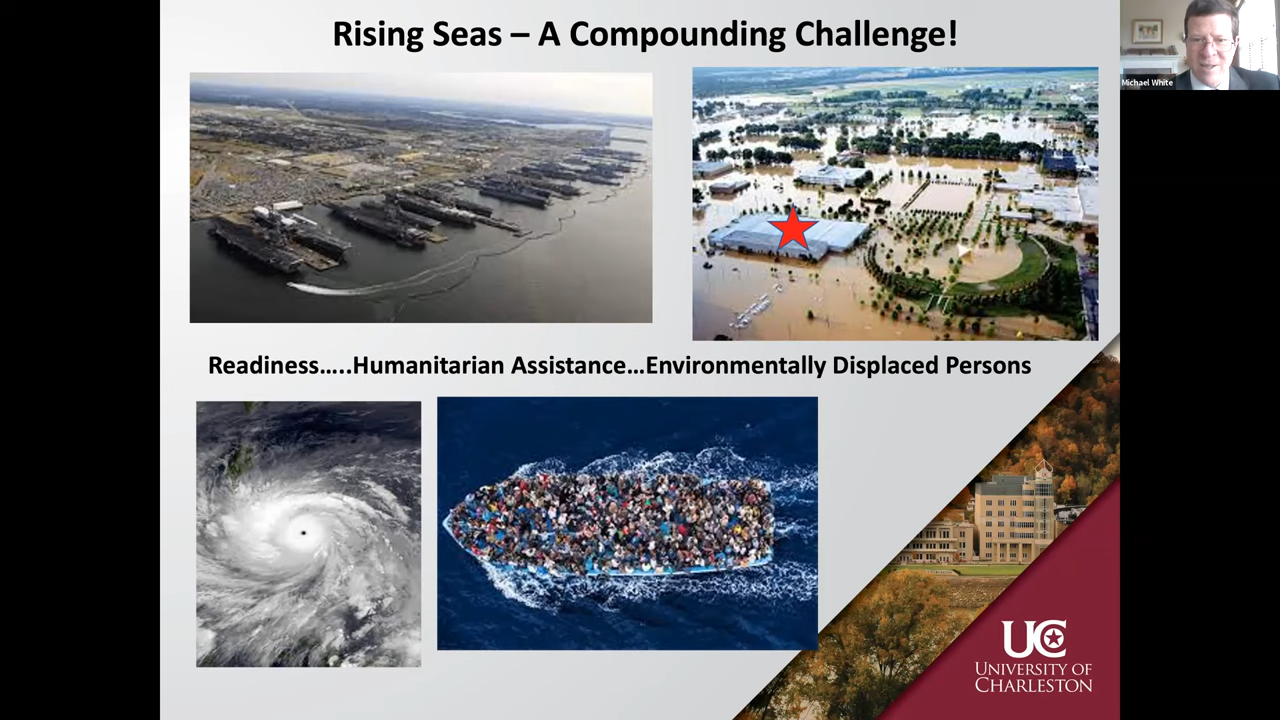 Rising Seas – A Compounding Challenge!
Michael White
Readiness…..Humanitarian Assistance…Environmentally Displaced Persons
UC
UNIVERSITY OF
CHARLESTON